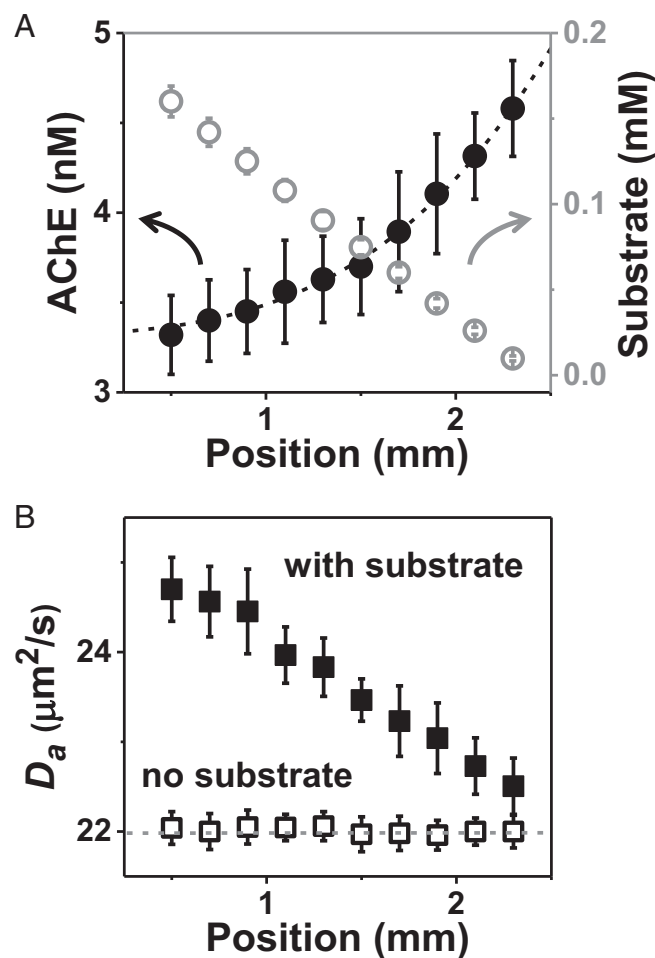 A
5
4
3
AChE (nM)
0.2
0.1
0.0
Substrate (mM)
1
2
Position (mm)
B
with substrate
no substrate
24
22
Dₐ (μm²/s)
1
2
Position (mm)